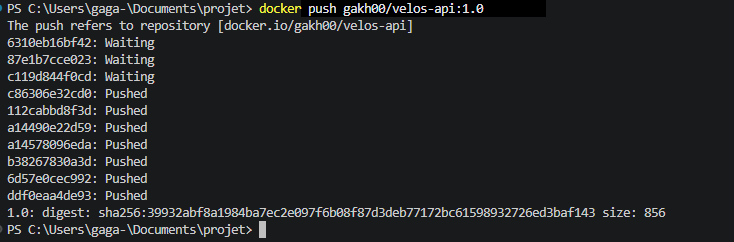 PS C:\Users\gaga-\Documents\projet> docker push gakh00/velos-api:1.0
The push refers to repository [docker.io/gakh00/velos-api]
6310eb16bf42: Waiting
87e1b7cce023: Waiting
c119d844f0cd: Waiting
c86306e32cd0: Pushed
112cabbd8f3d: Pushed
a14490e22d59: Pushed
a14578096eda: Pushed
b38267830a3d: Pushed
6d57e0cec992: Pushed
ddf0eaa4de93: Pushed
1.0: digest: sha256:39932abf8a1984ba7ec2e097f6b08f87d3deb77172bc61598932726ed3baf143 size: 856
PS C:\Users\gaga-\Documents\projet>